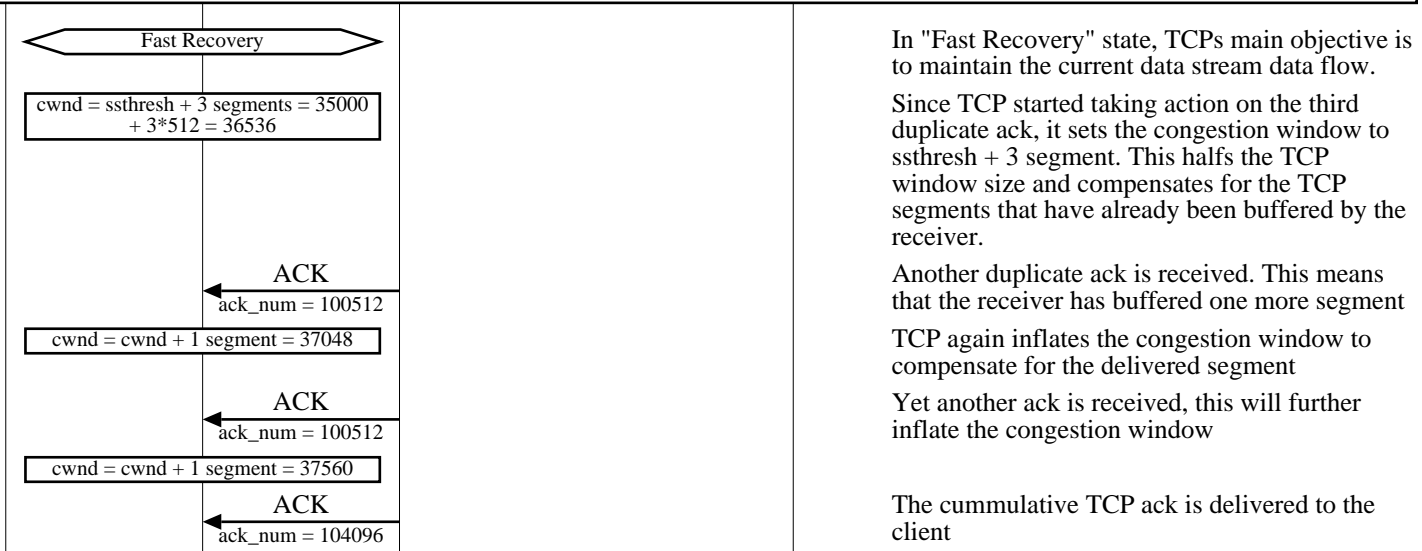 Fast Recovery
In "Fast Recovery" state, TCPs main objective is
to maintain the current data stream data flow.
cwnd = ssthresh + 3 segments = 35000
+ 3*512 = 36536
Since TCP started taking action on the third
duplicate ack, it sets the congestion window to
ssthresh + 3 segment. This halfs the TCP
window size and compensates for the TCP
segments that have already been buffered by the
receiver.
ACK
ack_num = 100512
Another duplicate ack is received. This means
that the receiver has buffered one more segment
cwnd = cwnd + 1 segment = 37048
TCP again inflates the congestion window to
compensate for the delivered segment
ACK
ack_num = 100512
Yet another ack is received, this will further
inflate the congestion window
cwnd = cwnd + 1 segment = 37560
ACK
ack_num = 104096
The cummulative TCP ack is delivered to the
client